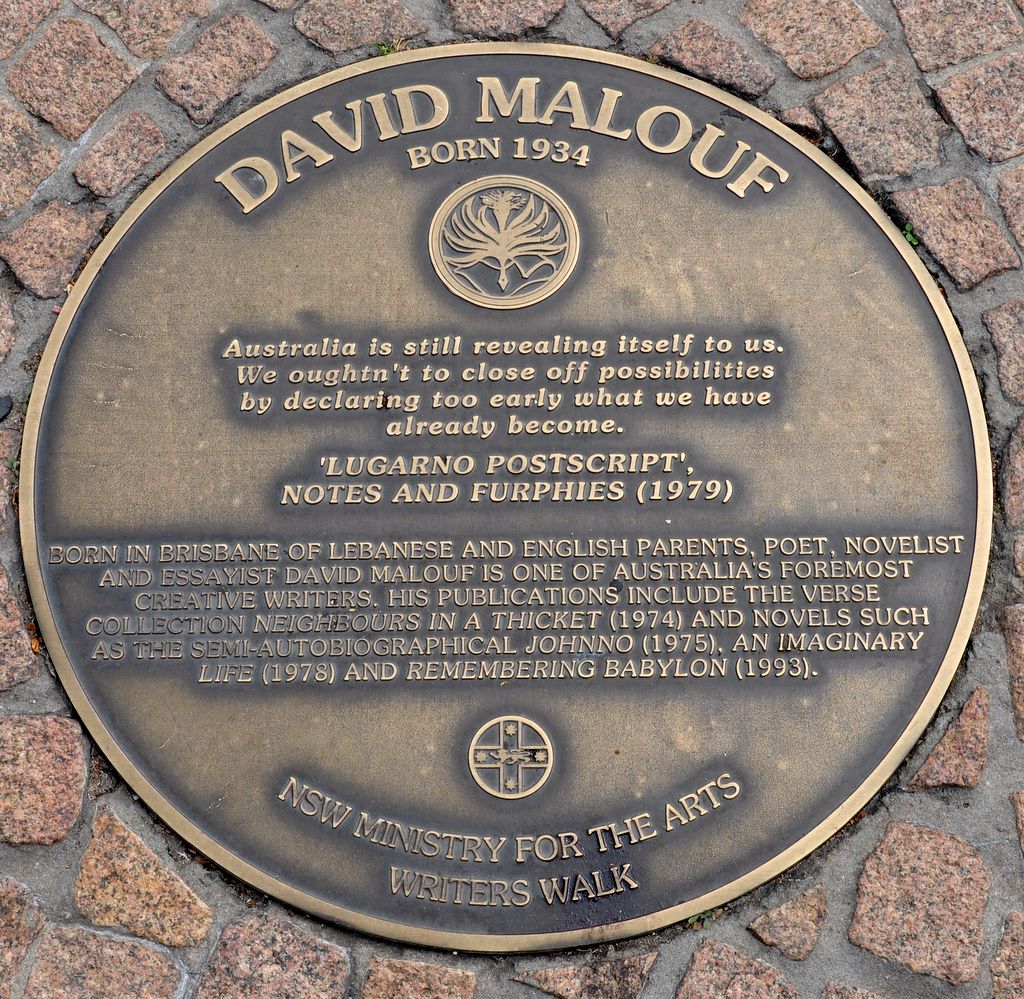 DAVID MALOUF
BORN 1934
Australia is still revealing itself to us.
We oughtn't to close off possibilities
by declaring too early what we have
already become.
'LUGARNO POSTSCRIPT',
NOTES AND FURPHIES (1979)
BORN IN BRISBANE OF LEBANESE AND ENGLISH PARENTS, POET, NOVELIST
AND ESSAYIST DAVID MALOUF IS ONE OF AUSTRALIA'S FOREMOST
CREATIVE WRITERS. HIS PUBLICATIONS INCLUDE THE VERSE
COLLECTION NEIGHBOURS IN A THICKET (1974) AND NOVELS SUCH
AS THE SEMI-AUTOBIOGRAPHICAL JOHNNO (1975), AN IMAGINARY
LIFE (1978) AND REMEMBERING BABYLON (1993).
NSW MINISTRY FOR THE ARTS
WRITERS WALK